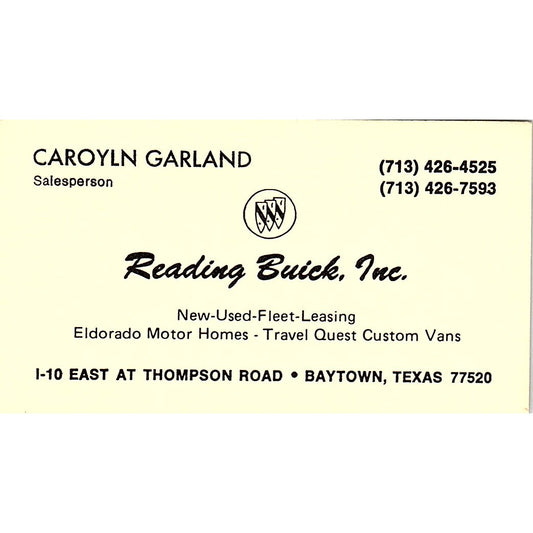 CAROYLN GARLAND
Salesperson
(713) 426-4525
(713) 426-7593
Reading Buick, Inc.
New-Used-Fleet-Leasing
Eldorado Motor Homes - Travel Quest Custom Vans
I-10 EAST AT THOMPSON ROAD • BAYTOWN, TEXAS 77520